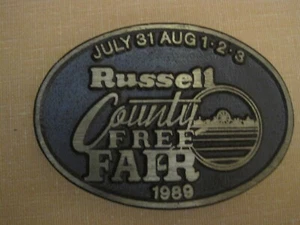 JULY 31 AUG 1·2·3
Russell
County
FREE
FAIR
1989